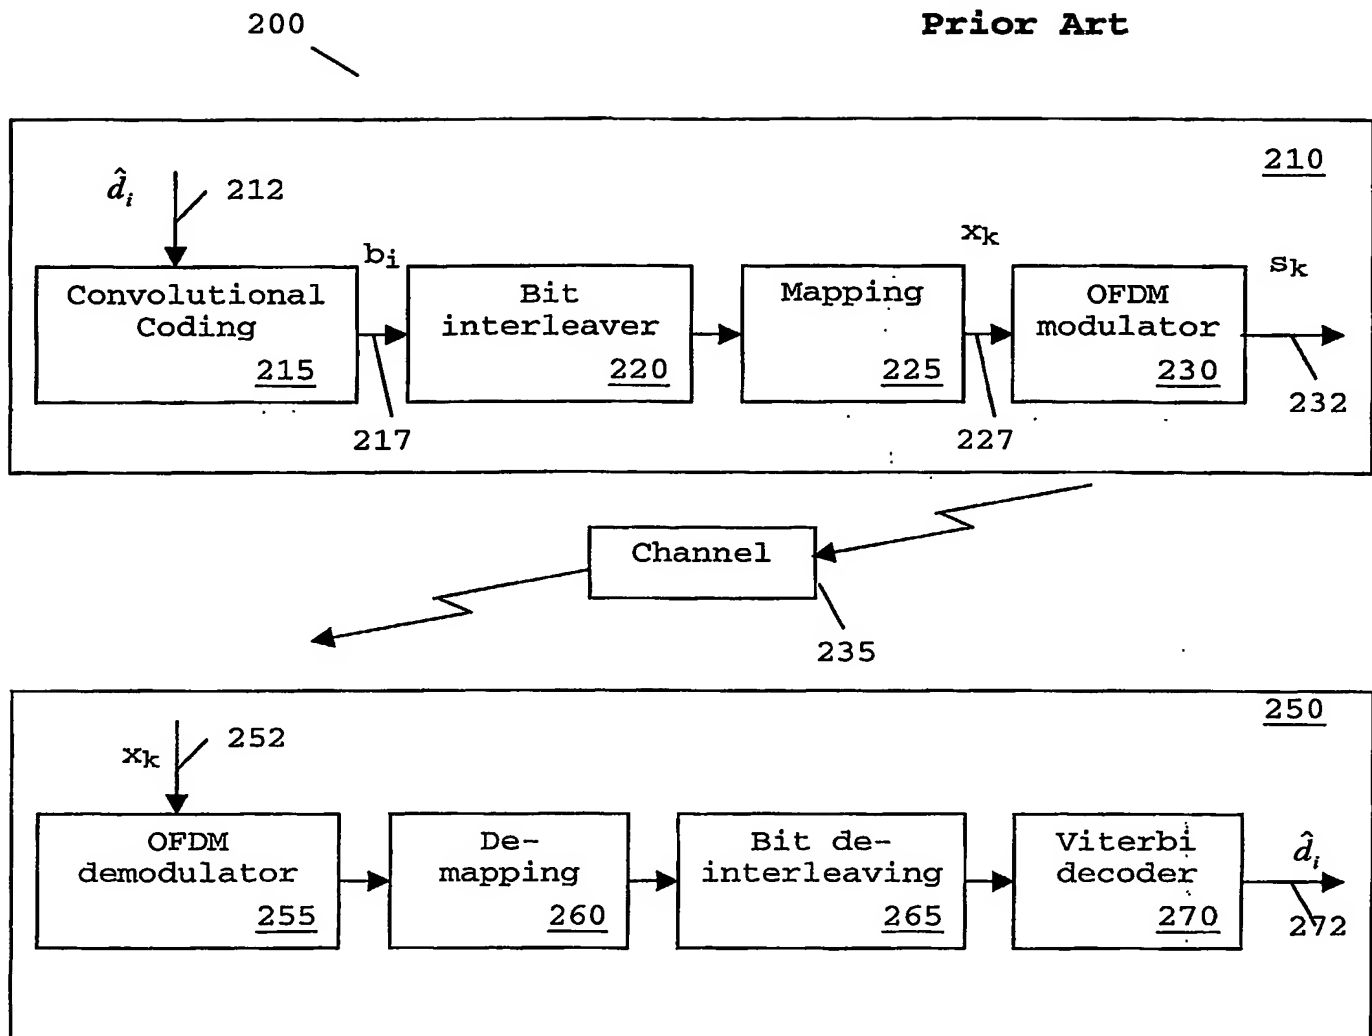 200
Prior Art
210
d̂ᵢ
212
bᵢ
xₖ
sₖ
Convolutional
Coding
215
Bit
interleaver
220
Mapping
225
OFDM
modulator
230
217
227
232
Channel
235
250
xₖ
252
OFDM
demodulator
255
De-
mapping
260
Bit de-
interleaving
265
Viterbi
decoder
270
d̂ᵢ
272